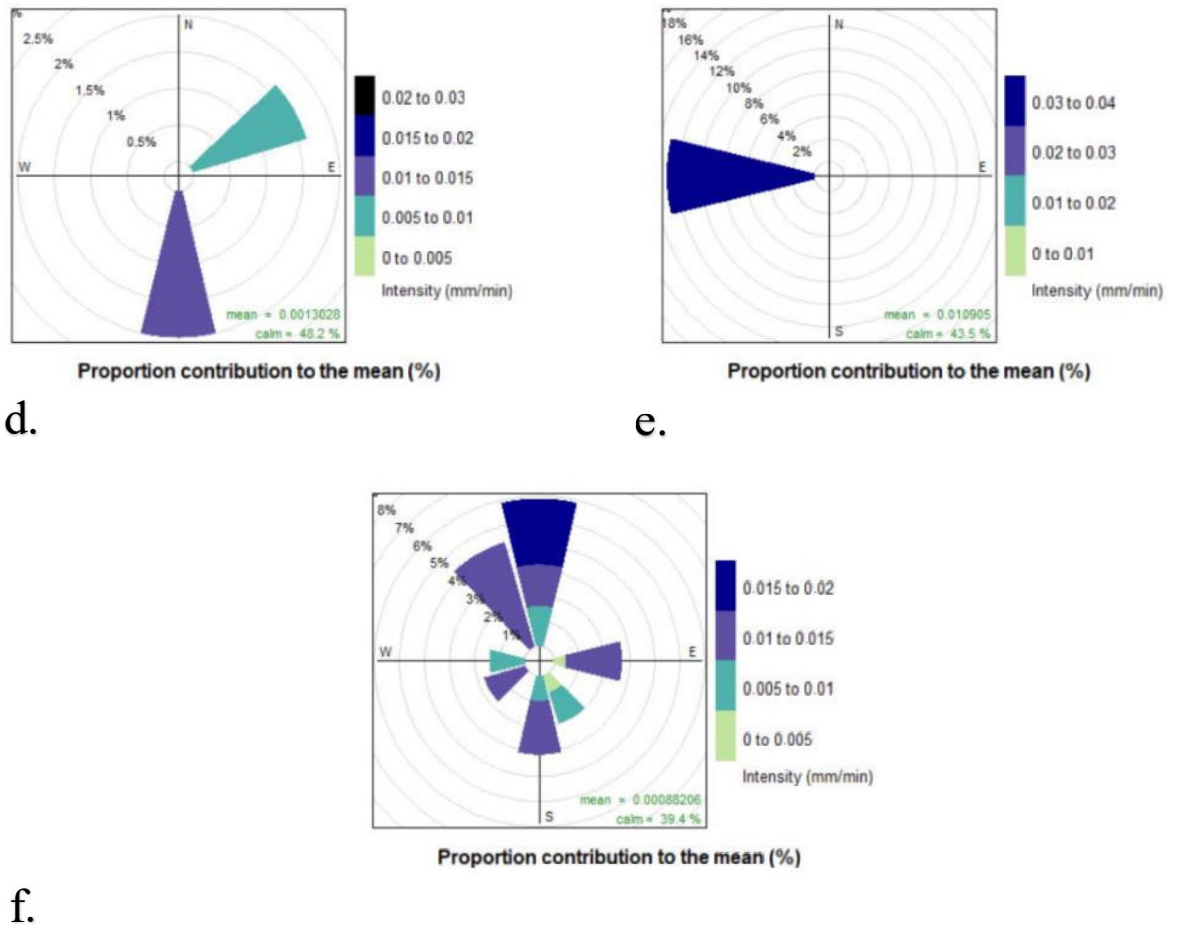 %
2.5%
2%
1.5%
1%
0.5%
N
W
E
mean = 0.0013028
calm = 48.2 %
0.02 to 0.03
0.015 to 0.02
0.01 to 0.015
0.005 to 0.01
0 to 0.005
Intensity (mm/min)
Proportion contribution to the mean (%)
d.
18%
16%
14%
12%
10%
8%
6%
4%
2%
N
E
S
mean = 0.010905
calm = 43.5 %
0.03 to 0.04
0.02 to 0.03
0.01 to 0.02
0 to 0.01
Intensity (mm/min)
Proportion contribution to the mean (%)
e.
8%
7%
6%
5%
4%
3%
2%
1%
W
E
S
mean = 0.00088206
calm = 39.4 %
0.015 to 0.02
0.01 to 0.015
0.005 to 0.01
0 to 0.005
Intensity (mm/min)
Proportion contribution to the mean (%)
f.